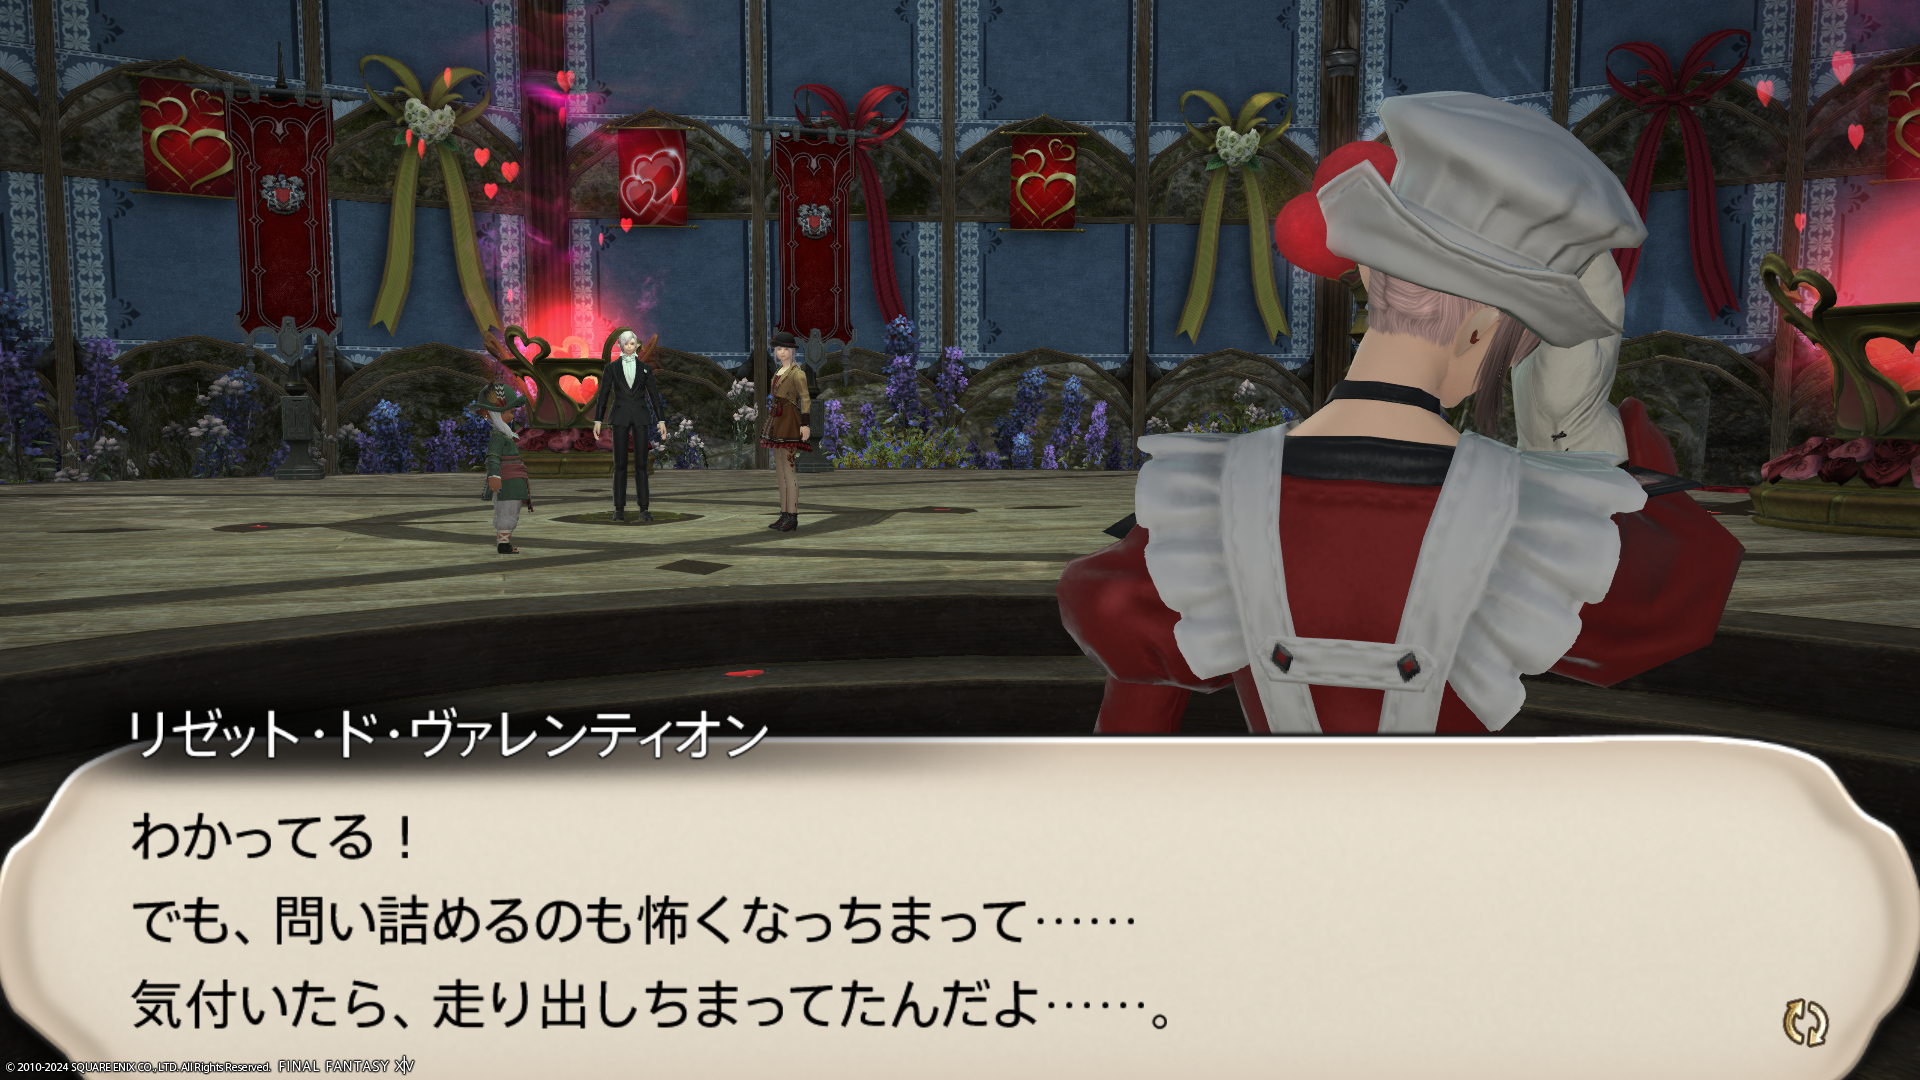 リゼット・ド・ヴァレンティオン
わかってる！
でも、問い詰めるのも怖くなっちまって……
気付いたら、走り出しちまってたんだよ……。
© 2010-2024 SQUARE ENIX CO., LTD. All Rights Reserved. FINAL FANTASY XIV